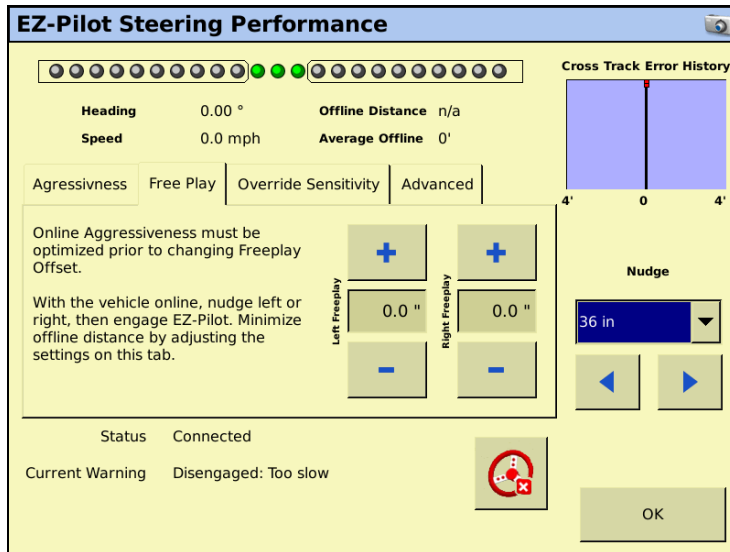 EZ-Pilot Steering Performance
Cross Track Error History
Heading 0.00 ° Offline Distance n/a
Speed 0.0 mph Average Offline 0'
4' 0 4'
Agressivness Free Play Override Sensitivity Advanced
Online Aggressiveness must be
optimized prior to changing Freeplay
Offset.
With the vehicle online, nudge left or
right, then engage EZ-Pilot. Minimize
offline distance by adjusting the
settings on this tab.
+ +
Left Freeplay 0.0 "
Right Freeplay 0.0 "
- -
Nudge
36 in
Status Connected
Current Warning Disengaged: Too slow
OK